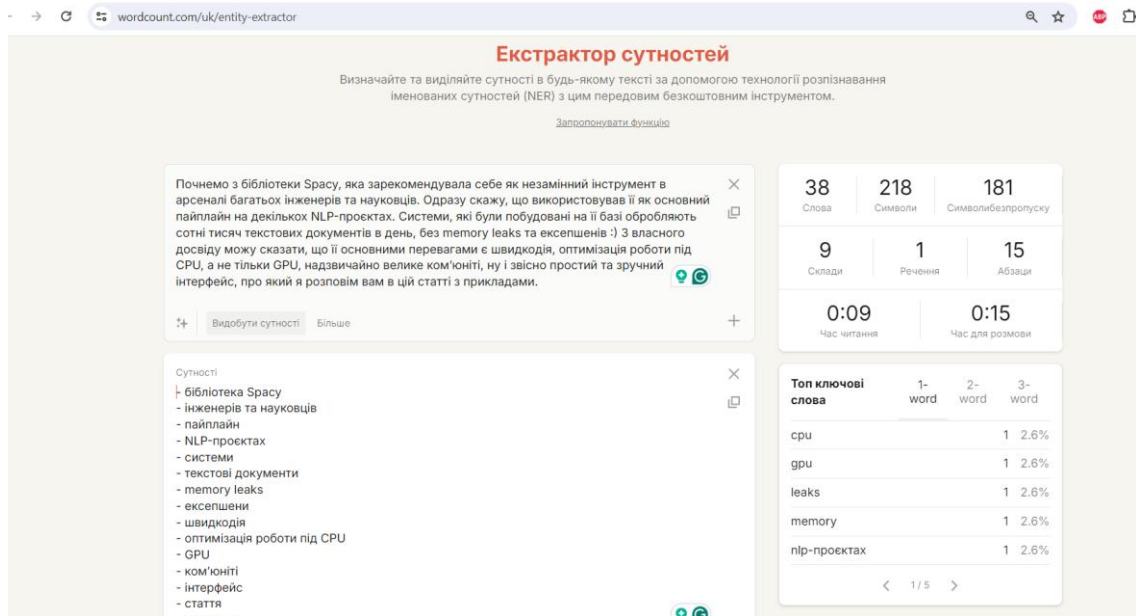 wordcount.com/uk/entity-extractor
ABP
Екстрактор сутностей
Визначайте та виділяйте сутності в будь-якому тексті за допомогою технології розпізнавання
іменованих сутностей (NER) з цим передовим безкоштовним інструментом.
Запропонувати функцію
Почнемо з бібліотеки Spacy, яка зарекомендувала себе як незамінний інструмент в
арсеналі багатьох інженерів та науковців. Одразу скажу, що використовував її як основний
пайплайн на декількох NLP-проєктах. Системи, які були побудовані на її базі обробляють
сотні тисяч текстових документів в день, без memory leaks та ексепшенів :) З власного
досвіду можу сказати, що її основними перевагами є швидкодія, оптимізація роботи під
CPU, а не тільки GPU, надзвичайно велике ком’юніті, ну і звісно простий та зручний
інтерфейс, про який я розповім вам в цій статті з прикладами.
Видобути сутності Більше
Сутності
- бібліотека Spacy
- інженерів та науковців
- пайплайн
- NLP-проєктах
- системи
- текстові документи
- memory leaks
- ексепшени
- швидкодія
- оптимізація роботи під CPU
- GPU
- ком’юніті
- інтерфейс
- стаття
38 218 181
Слова Символи Символибезпропуску
9 1 15
Склади Речення Абзаци
0:09 0:15
Час читання Час для розмови
Топ ключові слова 1-word 2-word 3-word
cpu 1 2.6%
gpu 1 2.6%
leaks 1 2.6%
memory 1 2.6%
nlp-проєктах 1 2.6%
1/5